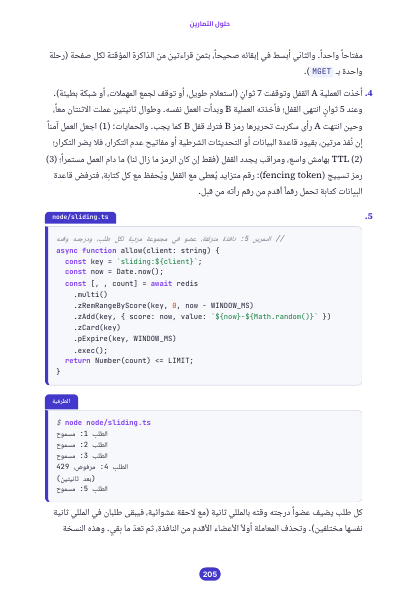 حلول التمارين
مفتاحاً واحداً. والثاني أبسط في إبقائه صحيحاً، بثمن قراءتين من الذاكرة المؤقتة لكل صفحة (رحلة
واحدة بـ MGET).
4. أخذت العملية A القفل وتوقفت 7 ثوانٍ (استعلام طويل، أو توقف لجمع المهملات، أو شبكة بطيئة).
وعند 5 ثوانٍ انتهى القفل؛ فأخذته العملية B وبدأت العمل نفسه. وطوال ثانيتين عملت الاثنتان معاً،
وحين انتهت A رأى سكربت تحريرها رمز B فترك قفل B كما يجب. والحمايات: (1) اجعل العمل آمناً
إن نُفذ مرتين، بقيود قاعدة البيانات أو التحديثات الشرطية أو مفاتيح عدم التكرار، فلا يضر التكرار؛
(2) TTL بهامش واسع، ومراقب يجدد القفل (فقط إن كان الرمز ما زال لنا) ما دام العمل مستمراً؛ (3)
رمز تسييج (fencing token): رقم متزايد يُعطى مع القفل ويُحفظ مع كل كتابة، فترفض قاعدة
البيانات كتابة تحمل رقماً أقدم من رقم رأته من قبل.
5.
node/sliding.ts
// التمرين 5: نافذة منزلقة، عضو في مجموعة مرتبة لكل طلب، ودرجته وقته
async function allow(client: string) {
const key = `sliding:${client}`;
const now = Date.now();
const [, , count] = await redis
.multi()
.zRemRangeByScore(key, 0, now - WINDOW_MS)
.zAdd(key, { score: now, value: `${now}-${Math.random()}` })
.zCard(key)
.pExpire(key, WINDOW_MS)
.exec();
return Number(count) <= LIMIT;
}
الطرفية
$ node node/sliding.ts
الطلب 1: مسموح
الطلب 2: مسموح
الطلب 3: مسموح
الطلب 4: مرفوض 429
(بعد ثانيتين)
الطلب 5: مسموح
كل طلب يضيف عضواً درجته وقته بالمللي ثانية (مع لاحقة عشوائية، فيبقى طلبان في المللي ثانية
نفسها مختلفين). وتحذف المعاملة أولاً الأعضاء الأقدم من النافذة، ثم تعدّ ما بقي. وهذه النسخة
205